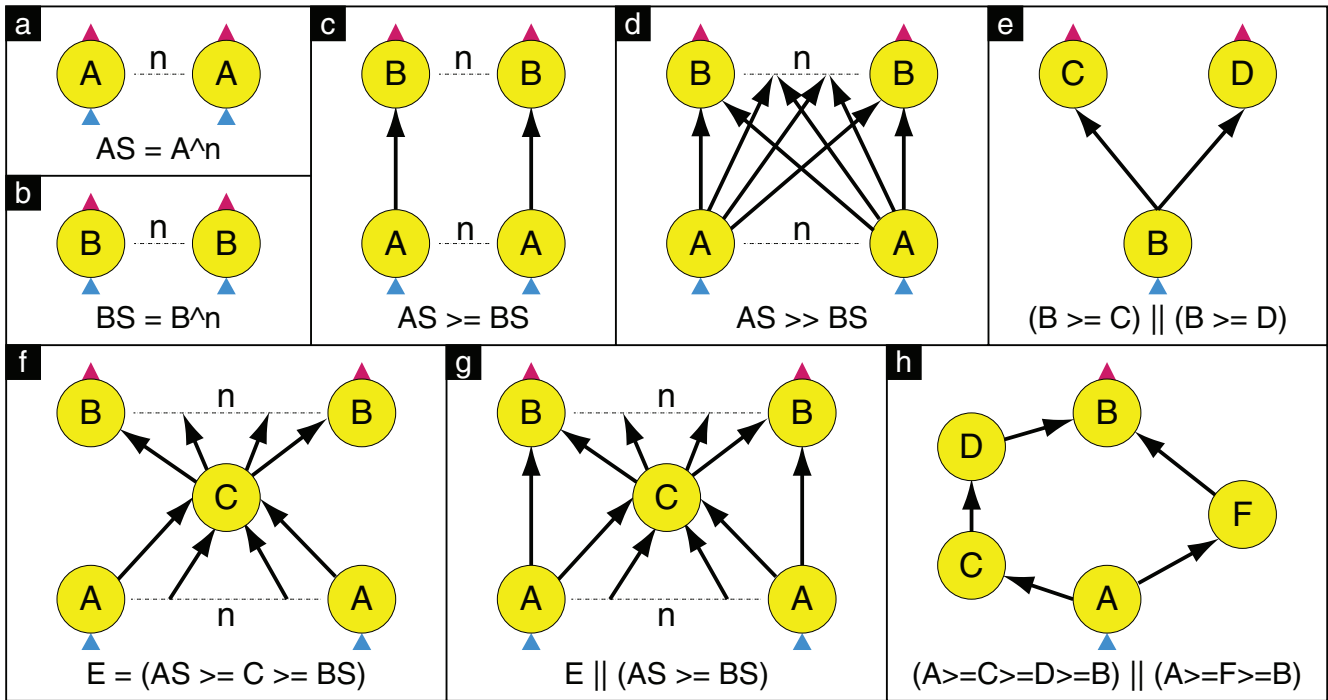 a
A n A
AS = A^n
b
B n B
BS = B^n
c
B n B
A n A
AS >= BS
d
B n B
A n A
AS >> BS
e
C D
B
(B >= C) || (B >= D)
f
B n B
C
A n A
E = (AS >= C >= BS)
g
B n B
C
A n A
E || (AS >= BS)
h
B
D
F
C
A
(A>=C>=D>=B) || (A>=F>=B)